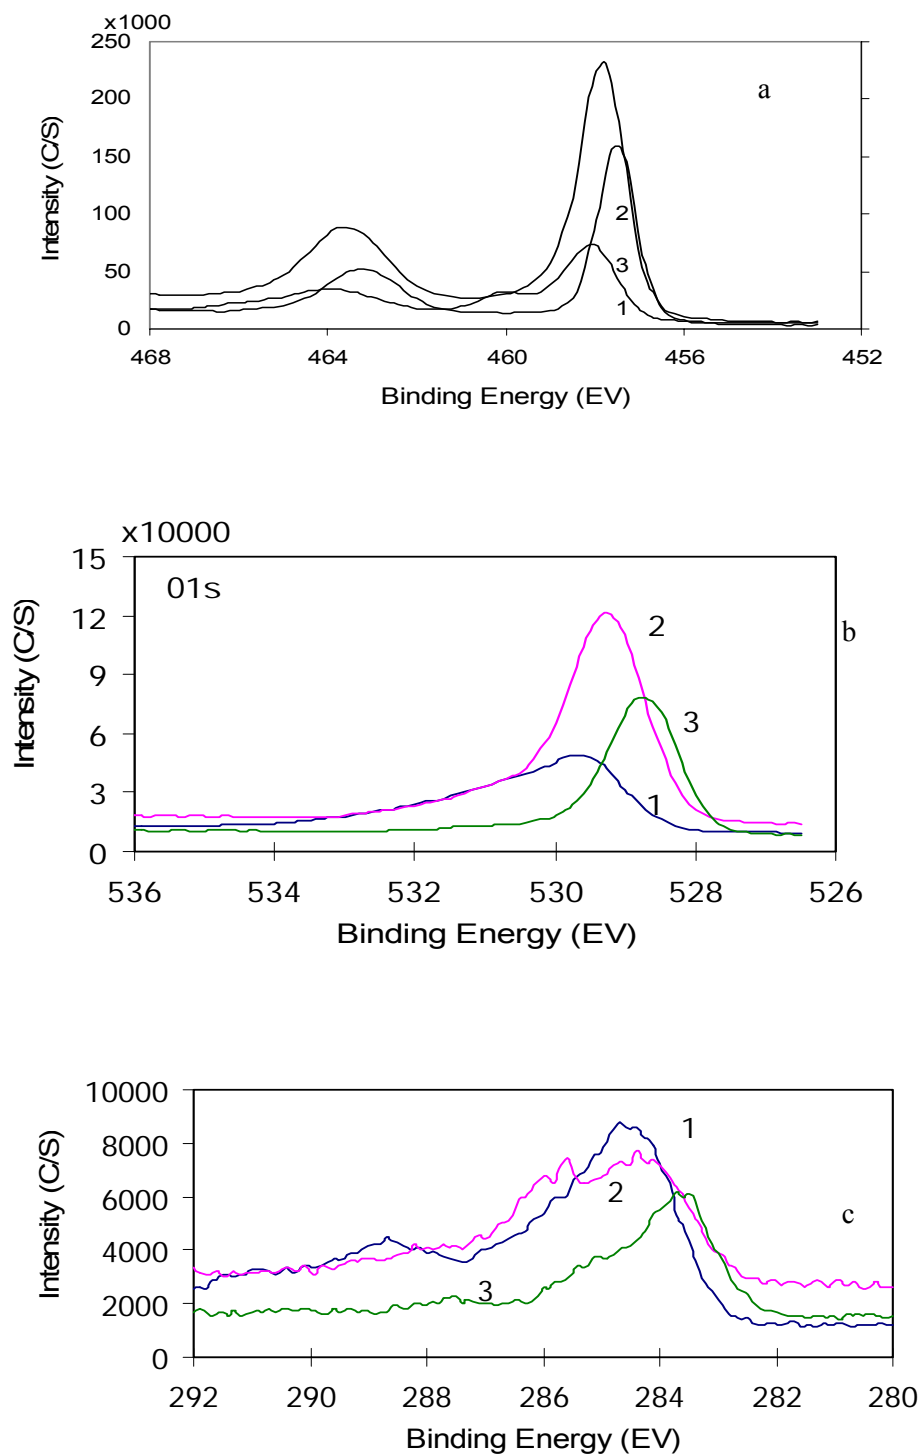 x1000
250
200
150
100
50
0
Intensity (C/S)
a
2
3
1
468 464 460 456 452
Binding Energy (EV)
x10000
15
12
9
6
3
0
Intensity (C/S)
01s
2
b
3
1
536 534 532 530 528 526
Binding Energy (EV)
10000
8000
6000
4000
2000
0
Intensity (C/S)
1
2
c
3
292 290 288 286 284 282 280
Binding Energy (EV)